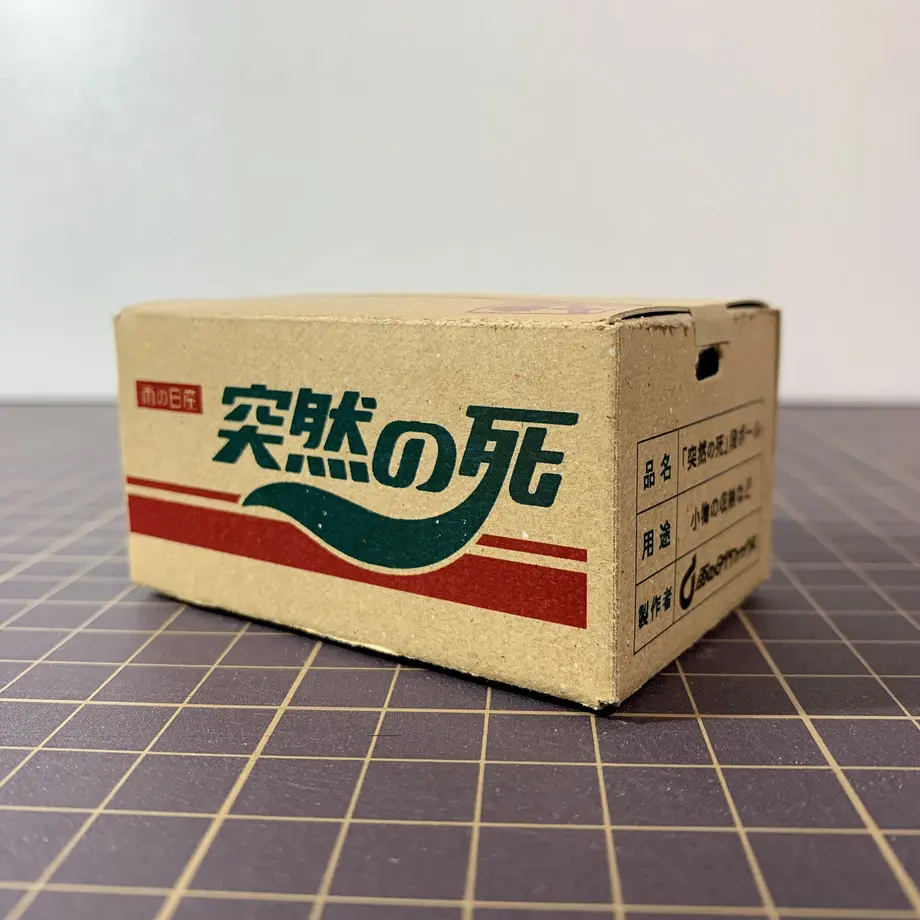 雨の日産
突然の死
品名 「突然の死」段ボール
用途 小物の収納など
製作者